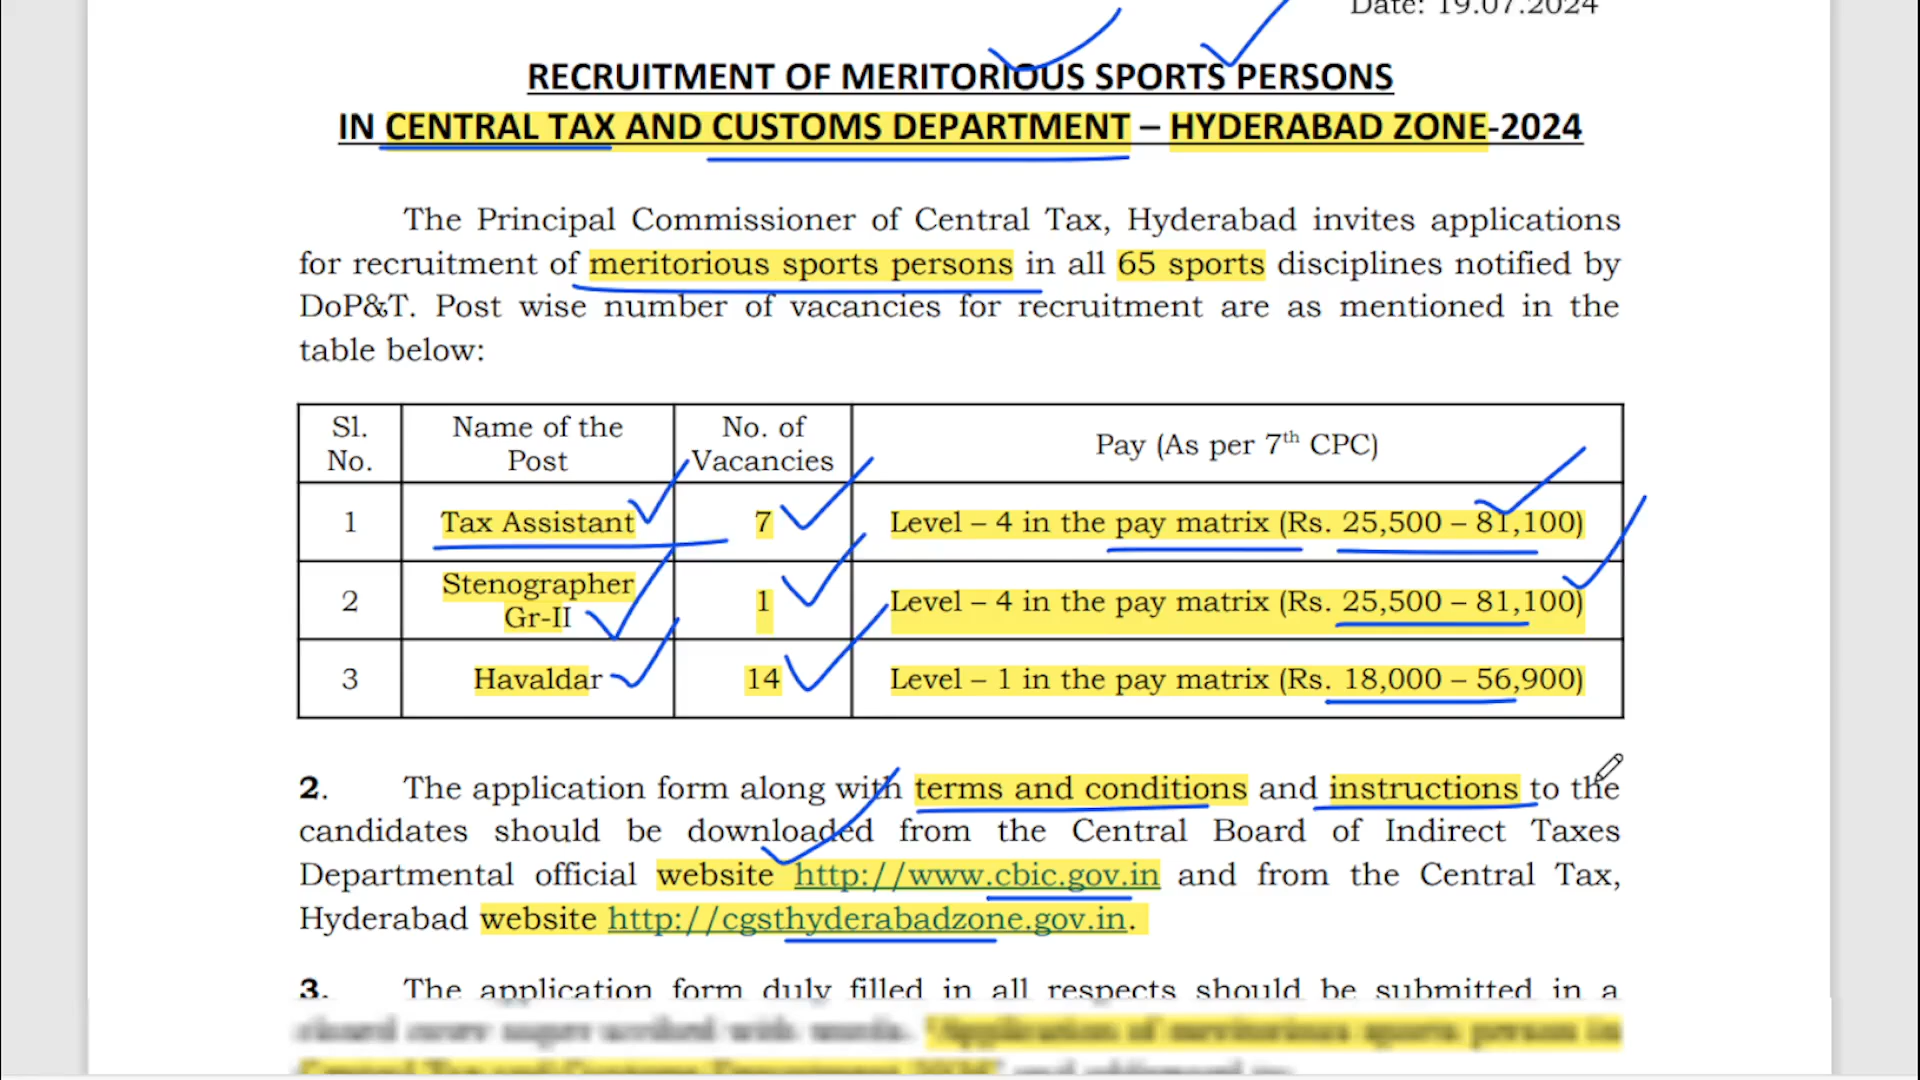 Date: 19.07.2024
RECRUITMENT OF MERITORIOUS SPORTS PERSONS
IN CENTRAL TAX AND CUSTOMS DEPARTMENT – HYDERABAD ZONE-2024
The Principal Commissioner of Central Tax, Hyderabad invites applications
for recruitment of meritorious sports persons in all 65 sports disciplines notified by
DoP&T. Post wise number of vacancies for recruitment are as mentioned in the
table below:
Sl. No. Name of the Post No. of Vacancies Pay (As per 7th CPC)
1 Tax Assistant 7 Level – 4 in the pay matrix (Rs. 25,500 – 81,100)
2 Stenographer Gr-II 1 Level – 4 in the pay matrix (Rs. 25,500 – 81,100)
3 Havaldar 14 Level – 1 in the pay matrix (Rs. 18,000 – 56,900)
2. The application form along with terms and conditions and instructions to the
candidates should be downloaded from the Central Board of Indirect Taxes
Departmental official website http://www.cbic.gov.in and from the Central Tax,
Hyderabad website http://cgsthyderabadzone.gov.in.
3. The application form duly filled in all respects should be submitted in a